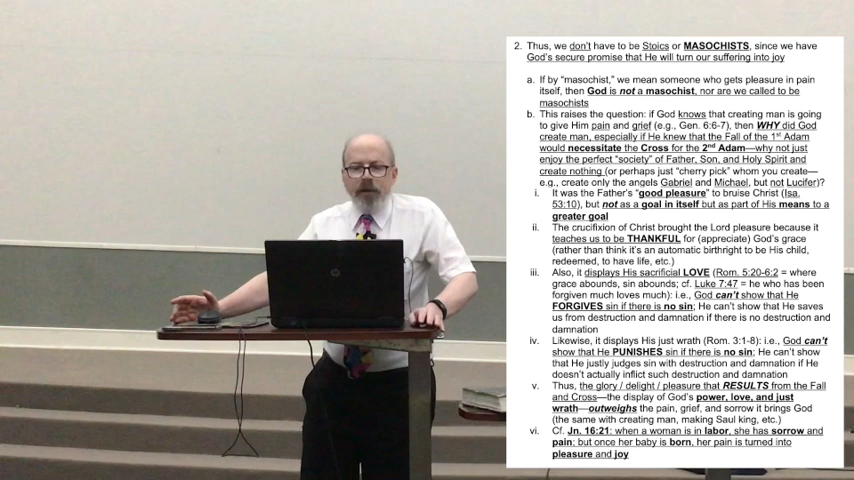 2. Thus, we don't have to be Stoics or MASOCHISTS, since we have
God's secure promise that He will turn our suffering into joy
a. If by "masochist," we mean someone who gets pleasure in pain
itself, then God is not a masochist, nor are we called to be
masochists
b. This raises the question: if God knows that creating man is going
to give Him pain and grief (e.g., Gen. 6:6-7), then WHY did God
create man, especially if He knew that the Fall of the 1st Adam
would necessitate the Cross for the 2nd Adam—why not just
enjoy the perfect "society" of Father, Son, and Holy Spirit and
create nothing (or perhaps just "cherry pick" whom you create—
e.g., create only the angels Gabriel and Michael, but not Lucifer)?
i. It was the Father's "good pleasure" to bruise Christ (Isa.
53:10), but not as a goal in itself but as part of His means to a
greater goal
ii. The crucifixion of Christ brought the Lord pleasure because it
teaches us to be THANKFUL for (appreciate) God's grace
(rather than think it's an automatic birthright to be His child,
redeemed, to have life, etc.)
iii. Also, it displays His sacrificial LOVE (Rom. 5:20-6:2 = where
grace abounds, sin abounds; cf. Luke 7:47 = he who has been
forgiven much loves much): i.e., God can't show that He
FORGIVES sin if there is no sin; He can't show that He saves
us from destruction and damnation if there is no destruction and
damnation
iv. Likewise, it displays His just wrath (Rom. 3:1-8): i.e., God can't
show that He PUNISHES sin if there is no sin; He can't show
that He justly judges sin with destruction and damnation if He
doesn't actually inflict such destruction and damnation
v. Thus, the glory / delight / pleasure that RESULTS from the Fall
and Cross—the display of God's power, love, and just
wrath—outweighs the pain, grief, and sorrow it brings God
(the same with creating man, making Saul king, etc.)
vi. Cf. Jn. 16:21: when a woman is in labor, she has sorrow and
pain; but once her baby is born, her pain is turned into
pleasure and joy